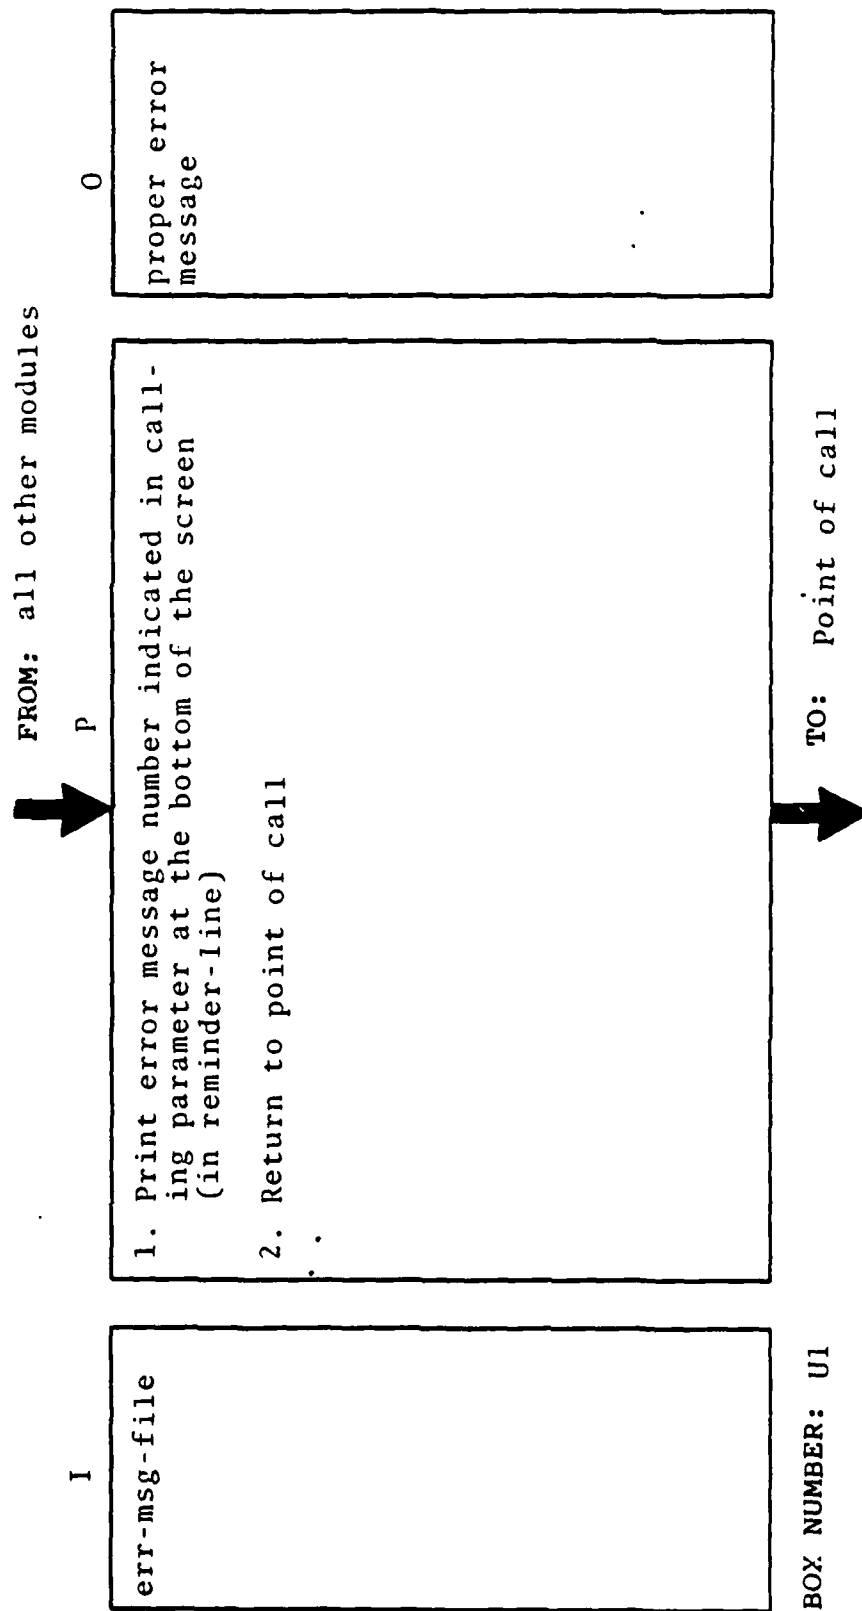 FROM: all other modules
I
P
O
err-msg-file
1. Print error message number indicated in call-
ing parameter at the bottom of the screen
(in reminder-line)
2. Return to point of call
proper error
message
BOX NUMBER: U1
TO: Point of call